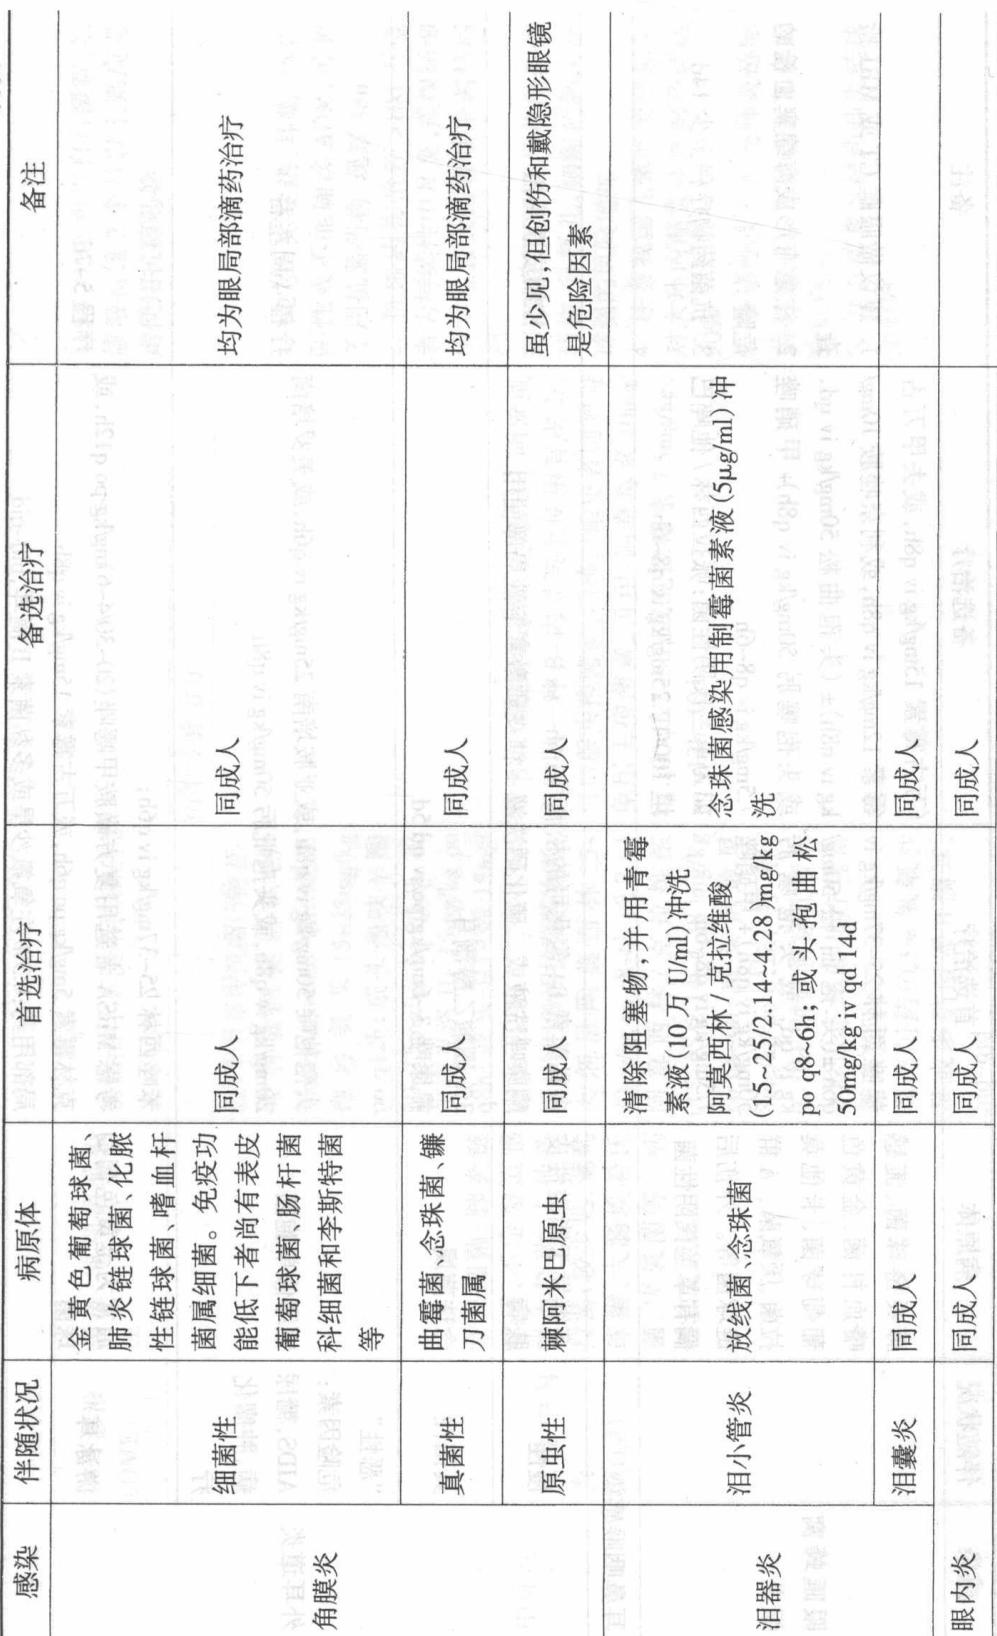 感染 伴随状况 病原体 首选治疗 备选治疗 备注
角膜炎
细菌性
金黄色葡萄球菌、
肺炎链球菌、化脓
性链球菌、嗜血杆
菌属细菌。免疫功
能低下者尚有表皮
葡萄球菌、肠杆菌
科细菌和李斯特菌
等
同成人
同成人
均为眼局部滴药治疗
真菌性
曲霉菌、念珠菌、镰
刀菌属
同成人
同成人
均为眼局部滴药治疗
原虫性
棘阿米巴原虫
同成人
同成人
虽少见,但创伤和戴隐形眼镜
是危险因素
泪器炎
泪小管炎
放线菌、念珠菌
清除阻塞物,并用青霉
素液(10万 U/ml)冲洗
阿莫西林/克拉维酸
(15~25/2.14~4.28)mg/kg
po q8~6h; 或头孢曲松
50mg/kg iv qd 14d
念珠菌感染用制霉菌素液(5μg/ml)冲
洗
泪囊炎
同成人
同成人
同成人
眼内炎
同成人
同成人
同成人